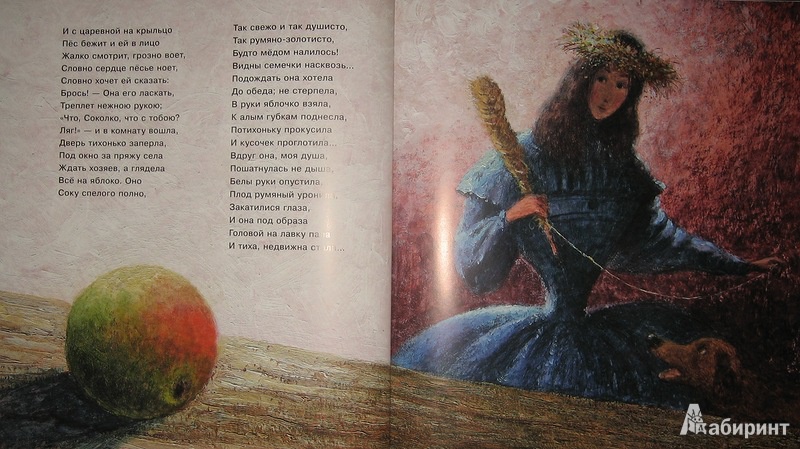 И с царевной на крыльцо
Пёс бежит и ей в лицо
Жалко смотрит, грозно воет,
Словно сердце пёсье ноет,
Словно хочет ей сказать:
Брось! — Она его ласкать,
Треплет нежною рукою;
«Что, Соколко, что с тобою?
Ляг!» — и в комнату вошла,
Дверь тихонько заперла,
Под окно за пряжу села
Ждать хозяев, а глядела
Всё на яблоко. Оно
Соку спелого полно,
Так свежо и так душисто,
Так румяно-золотисто,
Будто мёдом налилось!
Видны семечки насквозь...
Подождать она хотела
До обеда; не стерпела,
В руки яблочко взяла,
К алым губкам поднесла,
Потихоньку прокусила
И кусочек проглотила...
Вдруг она, моя душа,
Пошатнулась не дыша,
Белы руки опустила,
Плод румяный уронила,
Закатилися глаза,
И она под образа
Головой на лавку пала
И тиха, недвижна стала...
Лабиринт